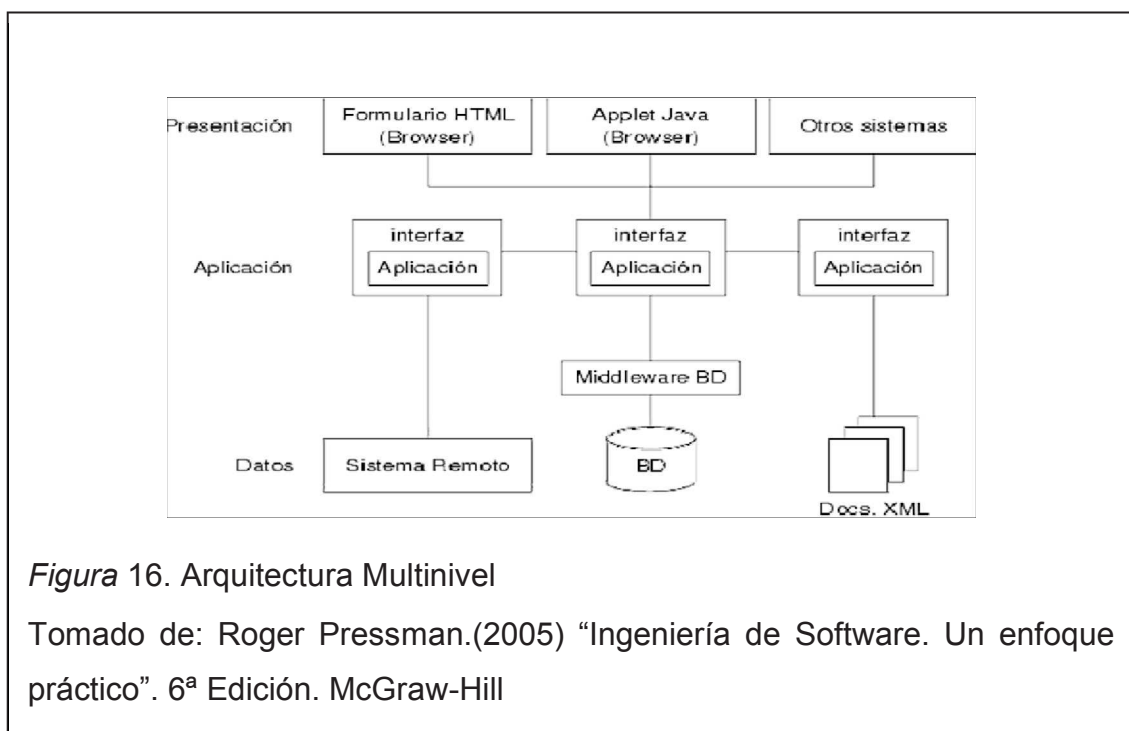 Presentación
Formulario HTML
(Browser)
Applet Java
(Browser)
Otros sistemas
Aplicación
interfaz
Aplicación
interfaz
Aplicación
interfaz
Aplicación
Middleware BD
Datos
Sistema Remoto
BD
Docs. XML
Figura 16. Arquitectura Multinivel
Tomado de: Roger Pressman.(2005) “Ingeniería de Software. Un enfoque
práctico”. 6ª Edición. McGraw-Hill